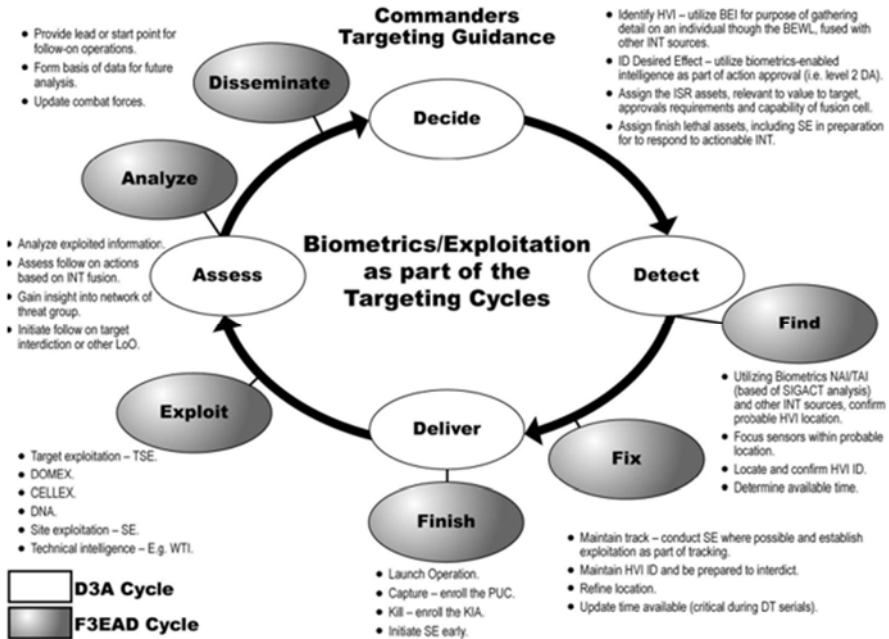 Commanders
Targeting Guidance
• Provide lead or start point for
follow-on operations.
• Form basis of data for future
analysis.
• Update combat forces.
Disseminate
Decide
• Identify HVI – utilize BEI for purpose of gathering
detail on an individual though the BEWL, fused with
other INT sources.
• ID Desired Effect – utilize biometrics-enabled
intelligence as part of action approval (i.e. level 2 DA).
• Assign the ISR assets, relevant to value to target,
approvals requirements and capability of fusion cell.
• Assign finish lethal assets, including SE in preparation
for to respond to actionable INT.
Analyze
• Analyze exploited information.
• Assess follow on actions
based on INT fusion.
• Gain insight into network of
threat group.
• Initiate follow on target
interdiction or other LoO.
Assess
Biometrics/Exploitation
as part of the
Targeting Cycles
Detect
Find
• Utilizing Biometrics NAI/TAI
(based of SIGACT analysis)
and other INT sources, confirm
probable HVI location.
• Focus sensors within probable
location.
• Locate and confirm HVI ID.
• Determine available time.
Exploit
• Target exploitation – TSE.
• DOMEX.
• CELLEX.
• DNA.
• Site exploitation – SE.
• Technical intelligence – E.g. WTI.
Deliver
Fix
• Maintain track – conduct SE where possible and establish
exploitation as part of tracking.
• Maintain HVI ID and be prepared to interdict.
• Refine location.
• Update time available (critical during DT serials).
Finish
• Launch Operation.
• Capture – enroll the PUC.
• Kill – enroll the KIA.
• Initiate SE early.
D3A Cycle
F3EAD Cycle